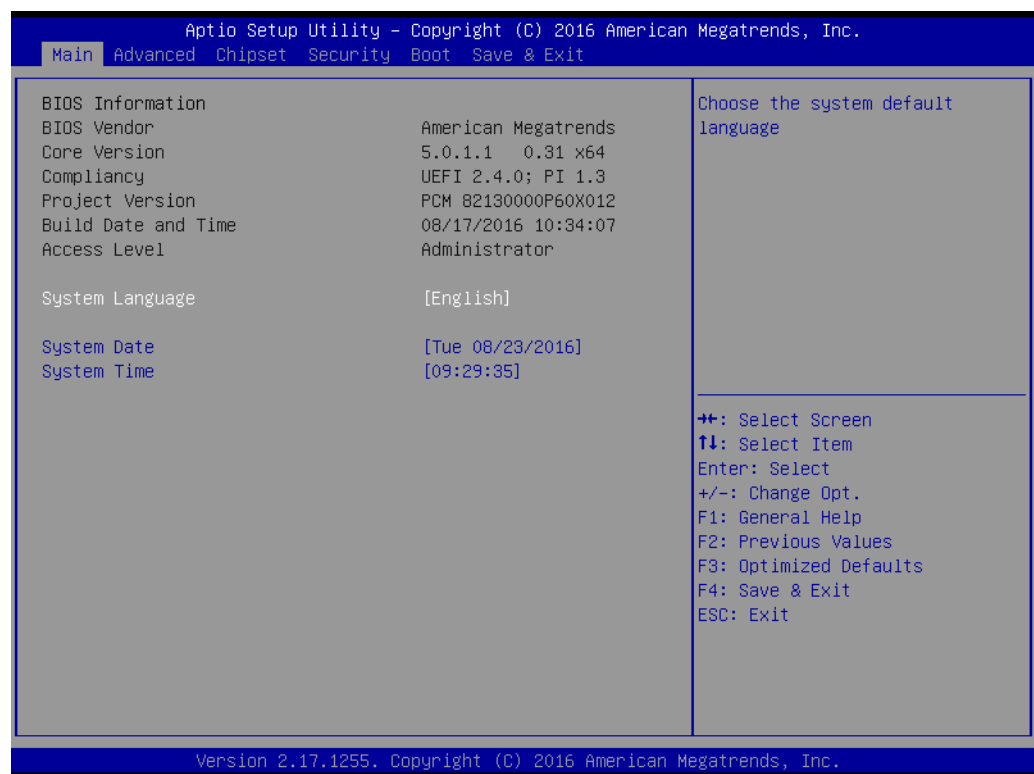 Aptio Setup Utility – Copyright (C) 2016 American Megatrends, Inc.
Main Advanced Chipset Security Boot Save & Exit
BIOS Information
BIOS Vendor American Megatrends
Core Version 5.0.1.1 0.31 x64
Compliancy UEFI 2.4.0; PI 1.3
Project Version PCM 82130000P60X012
Build Date and Time 08/17/2016 10:34:07
Access Level Administrator
System Language [English]
System Date [Tue 08/23/2016]
System Time [09:29:35]
Choose the system default
language
→←: Select Screen
↑↓: Select Item
Enter: Select
+/-: Change Opt.
F1: General Help
F2: Previous Values
F3: Optimized Defaults
F4: Save & Exit
ESC: Exit
Version 2.17.1255. Copyright (C) 2016 American Megatrends, Inc.